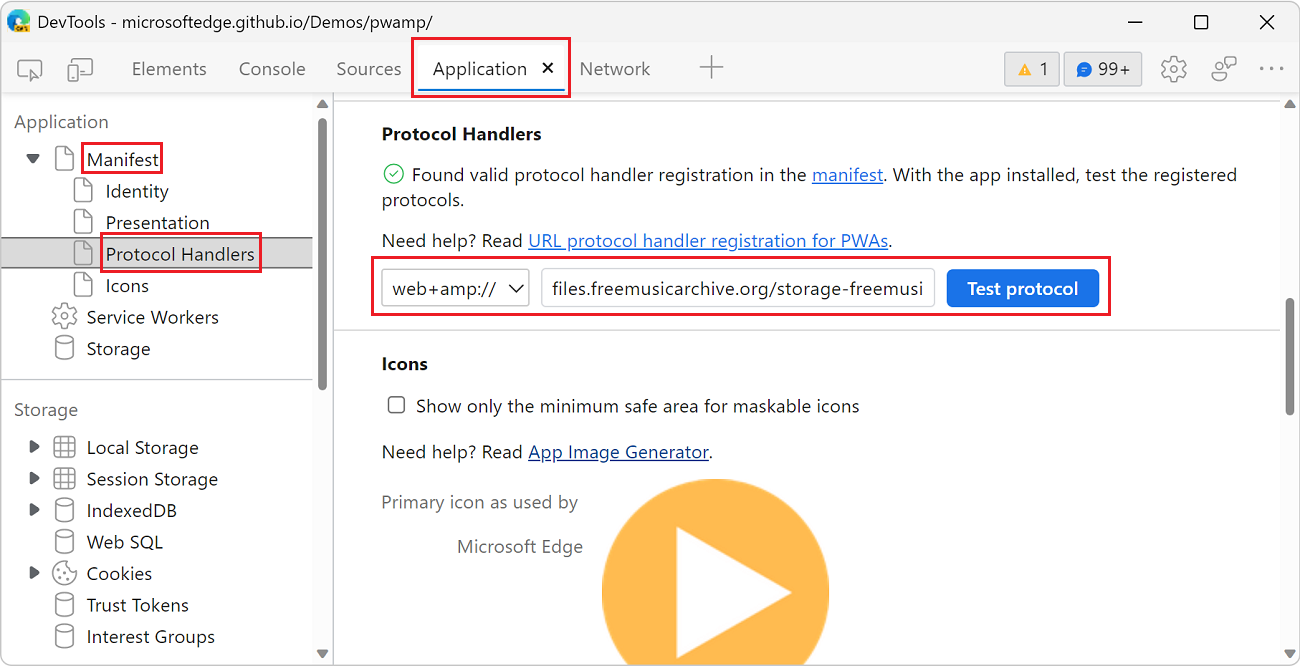 DevTools - microsoftedge.github.io/Demos/pwamp/
Elements Console Sources Application Network 1 99+
Application
Manifest
Identity
Presentation
Protocol Handlers
Icons
Service Workers
Storage
Storage
Local Storage
Session Storage
IndexedDB
Web SQL
Cookies
Trust Tokens
Interest Groups
Protocol Handlers
Found valid protocol handler registration in the manifest. With the app installed, test the registered
protocols.
Need help? Read URL protocol handler registration for PWAs.
web+amp:// files.freemusicarchive.org/storage-freemusi Test protocol
Icons
Show only the minimum safe area for maskable icons
Need help? Read App Image Generator.
Primary icon as used by
Microsoft Edge